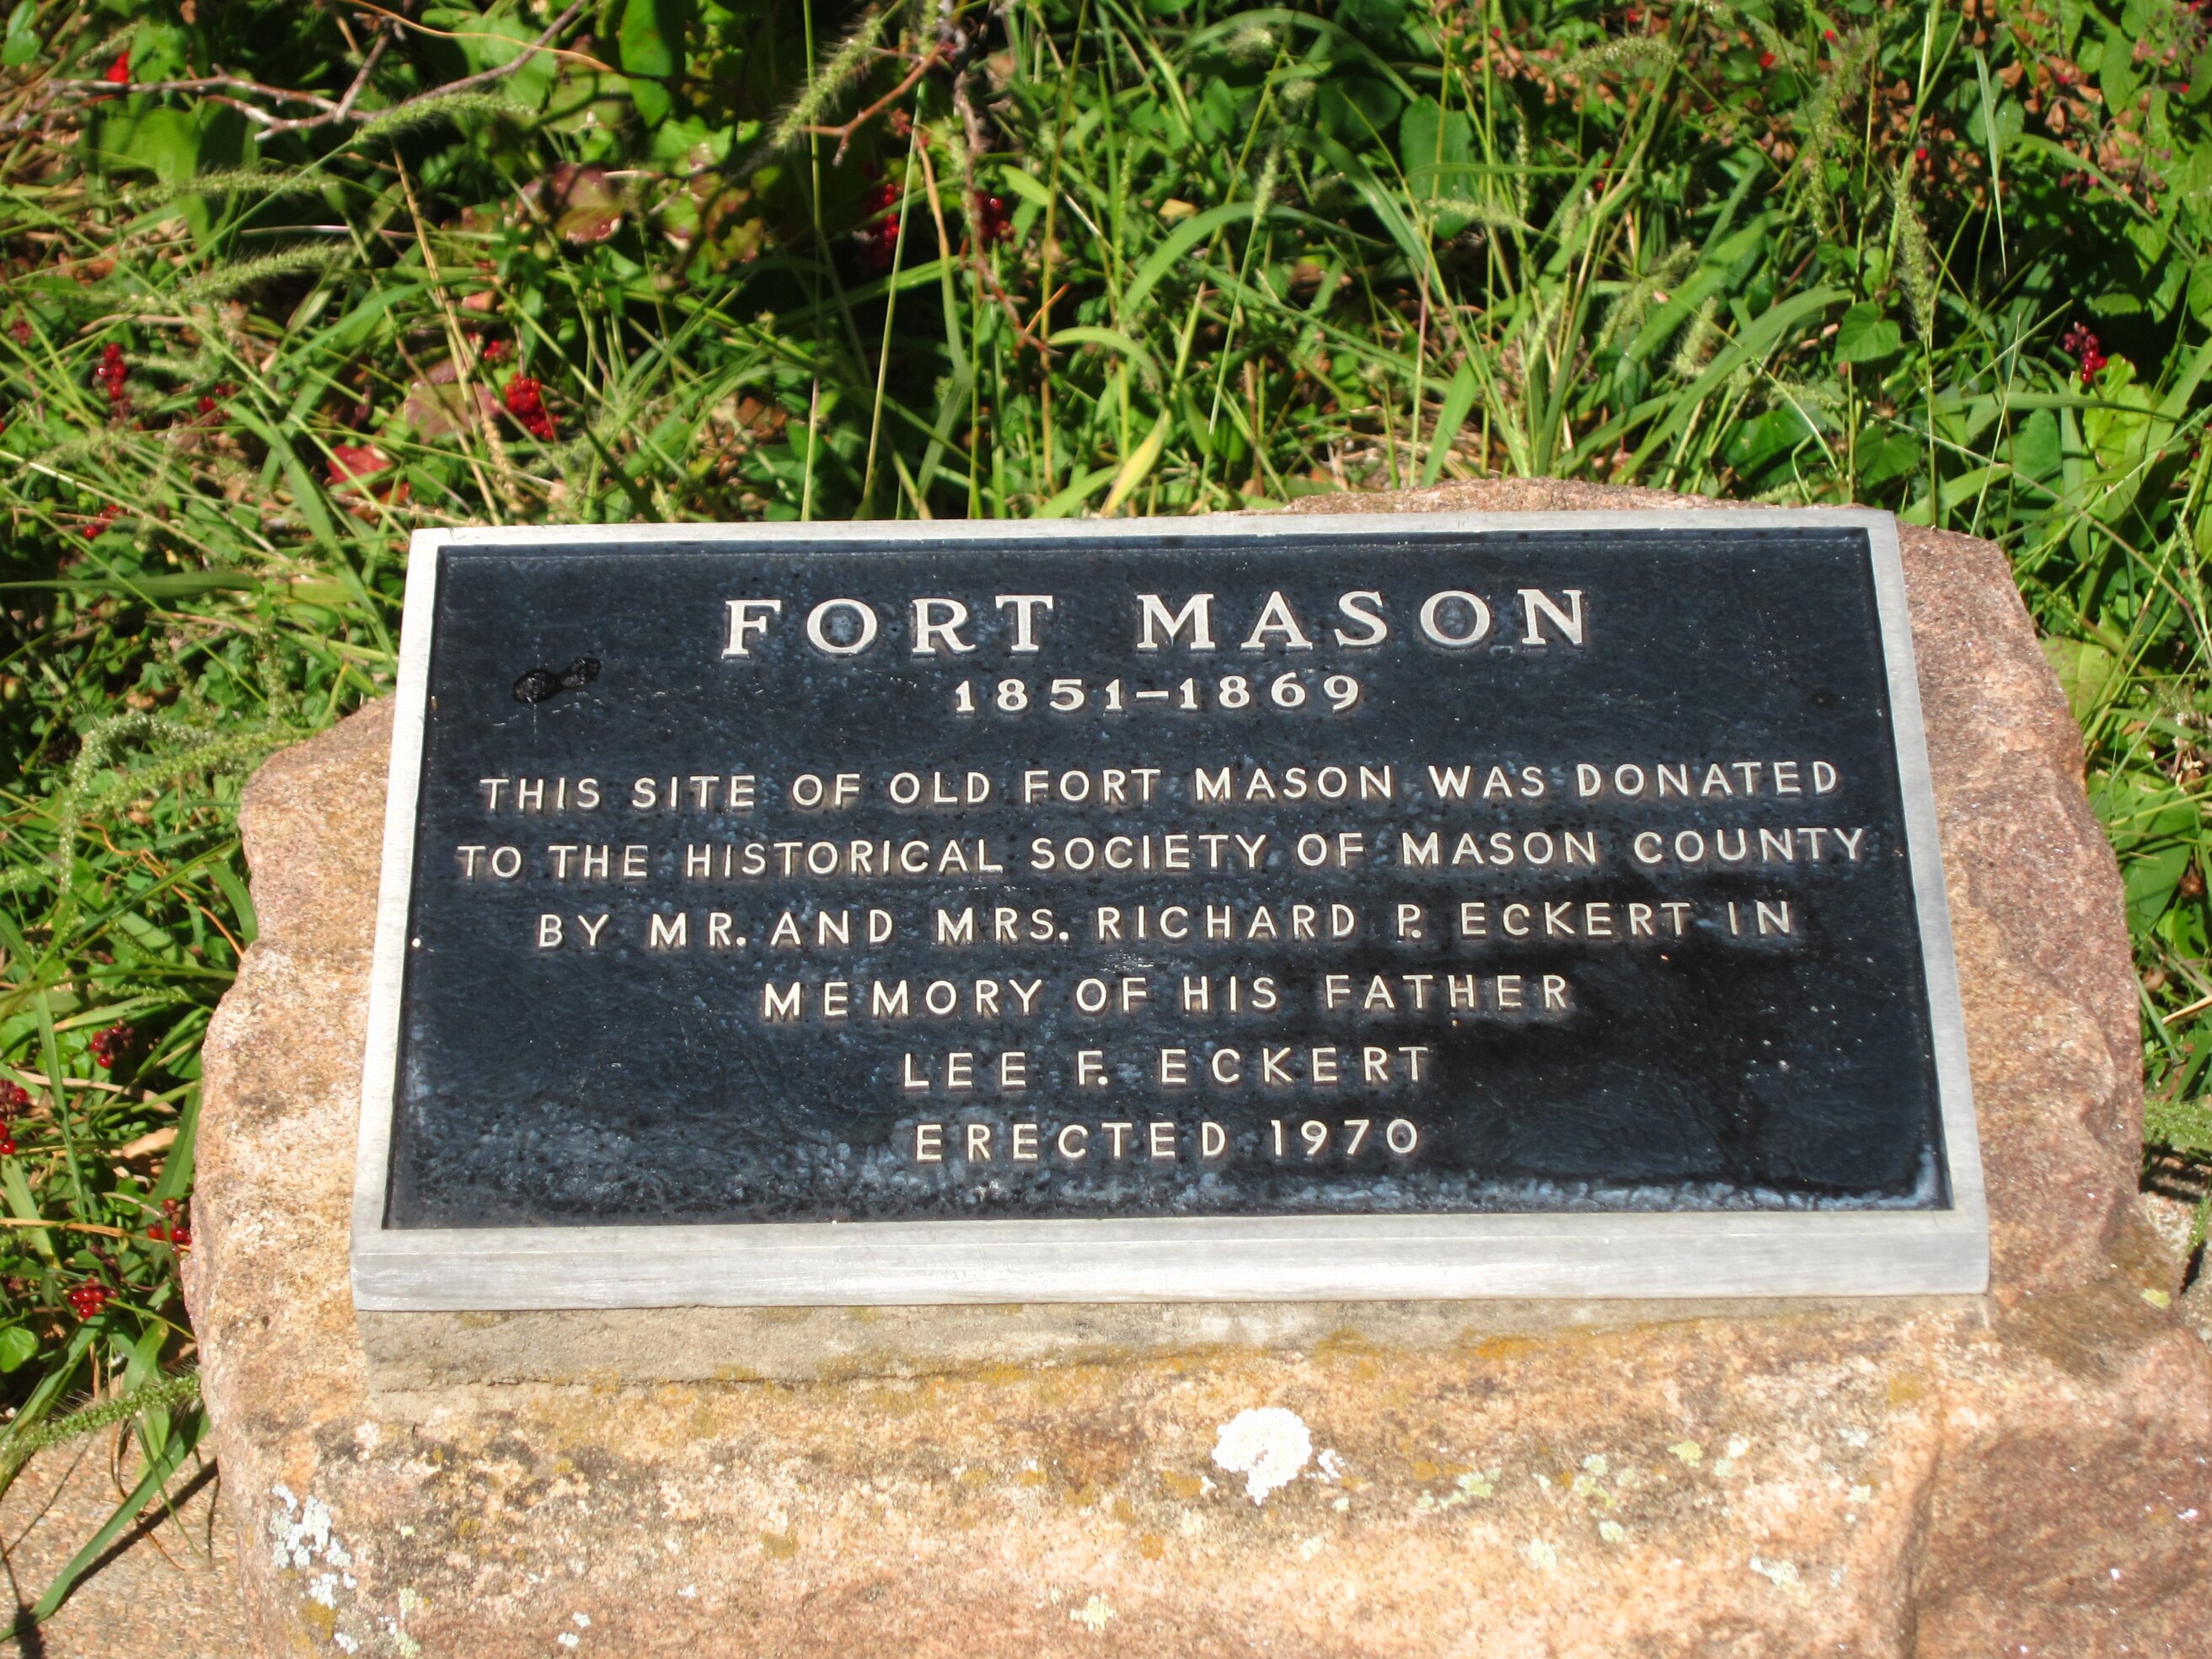 FORT MASON
1851-1869
THIS SITE OF OLD FORT MASON WAS DONATED
TO THE HISTORICAL SOCIETY OF MASON COUNTY
BY MR. AND MRS. RICHARD P. ECKERT IN
MEMORY OF HIS FATHER
LEE F. ECKERT
ERECTED 1970